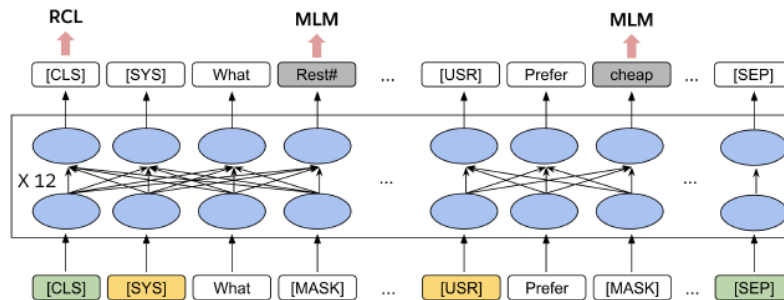 RCL MLM MLM
[CLS] [SYS] What Rest# ... [USR] Prefer cheap ... [SEP]
X 12 ... ...
[CLS] [SYS] What [MASK] ... [USR] Prefer [MASK] ... [SEP]